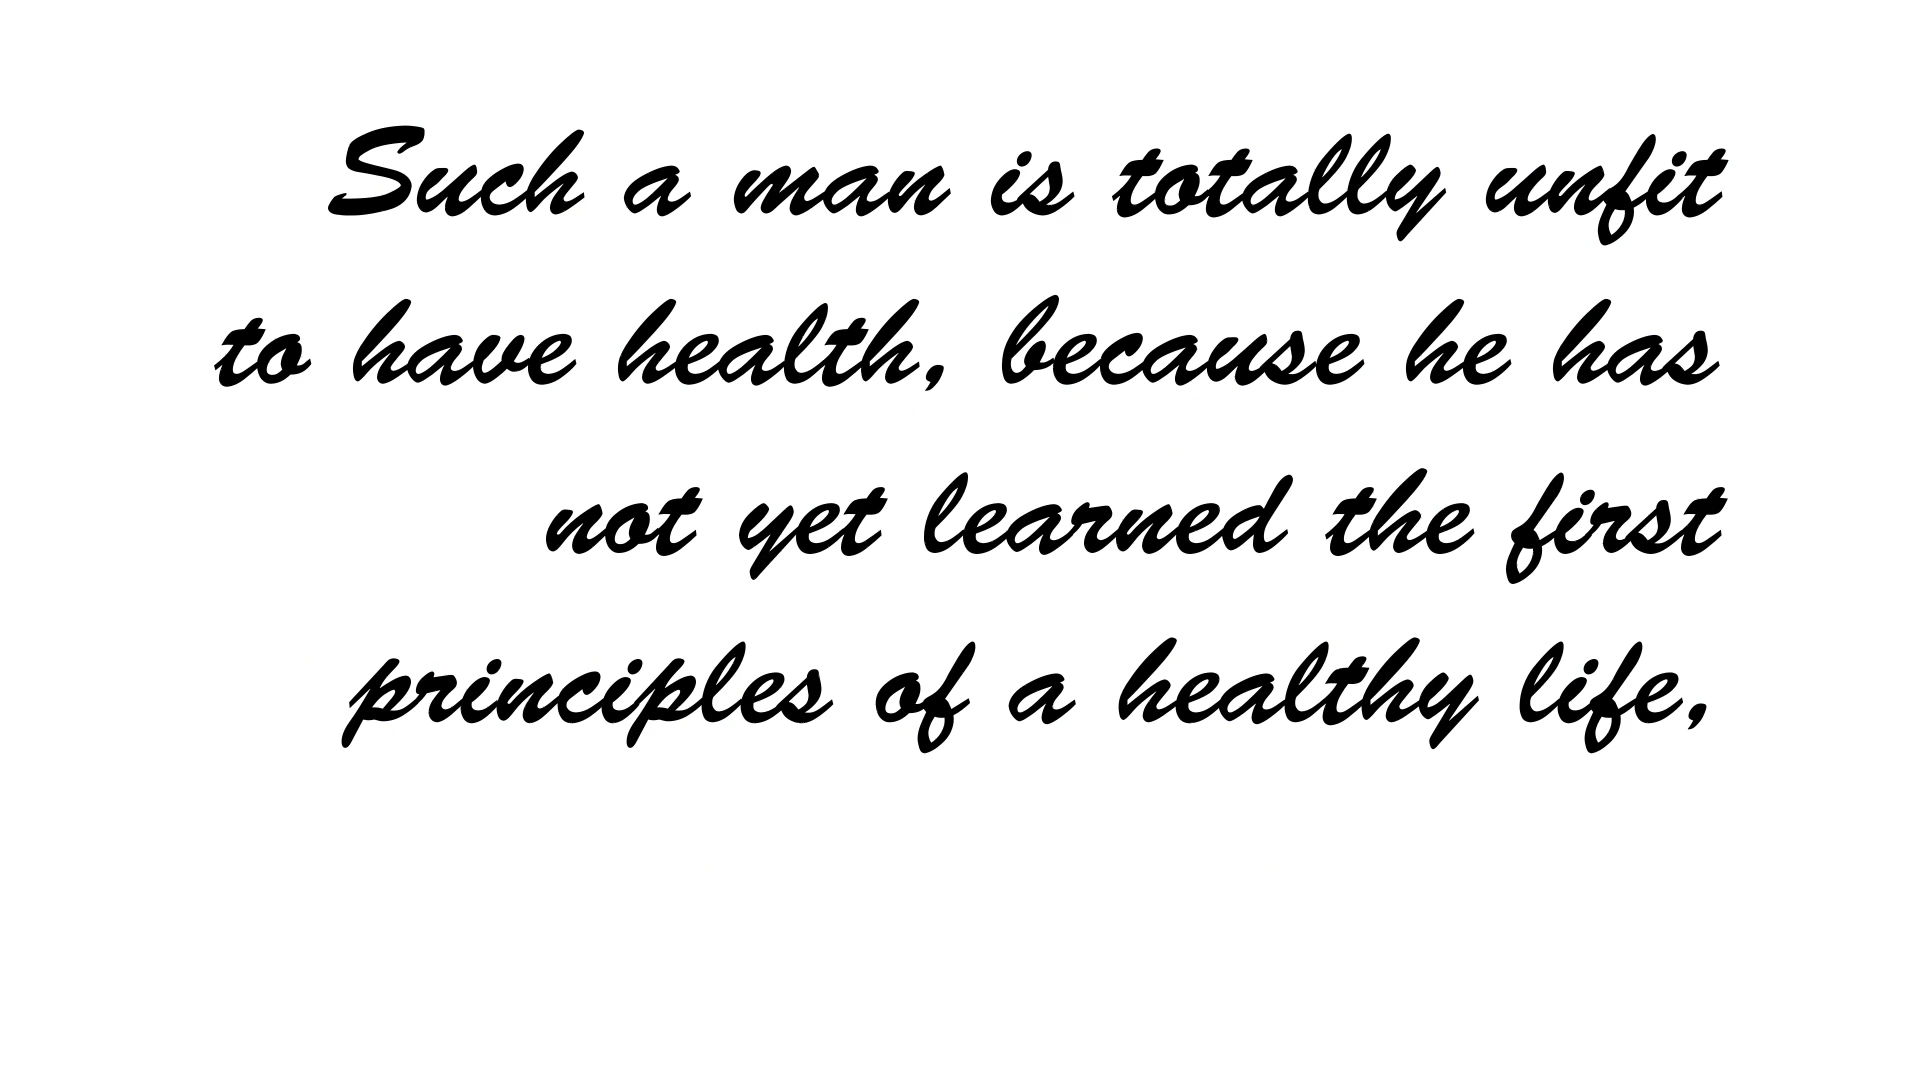 Such a man is totally unfit
to have health, because he has
not yet learned the first
principles of a healthy life,